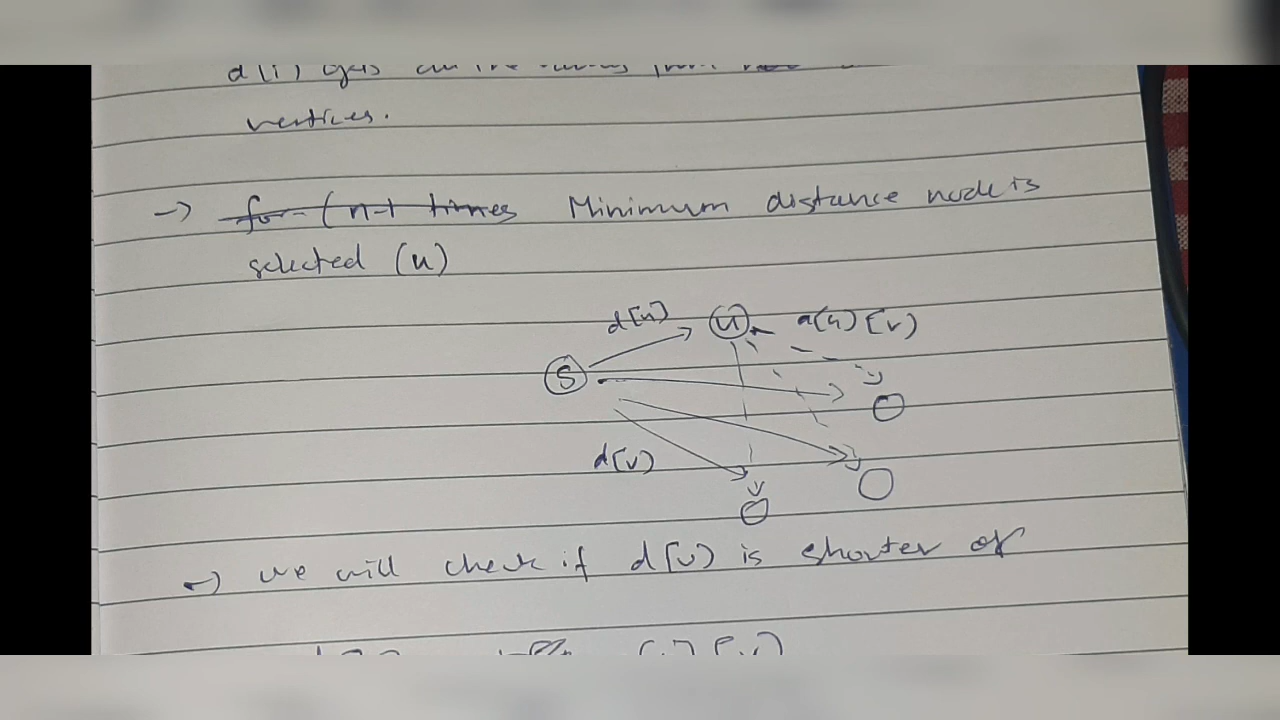 vertices.
→ for (n-1 times Minimum distance node is
selected (u)
d[u] u a(u)[v]
S
d[v]
→ we will check if d[v] is shorter or